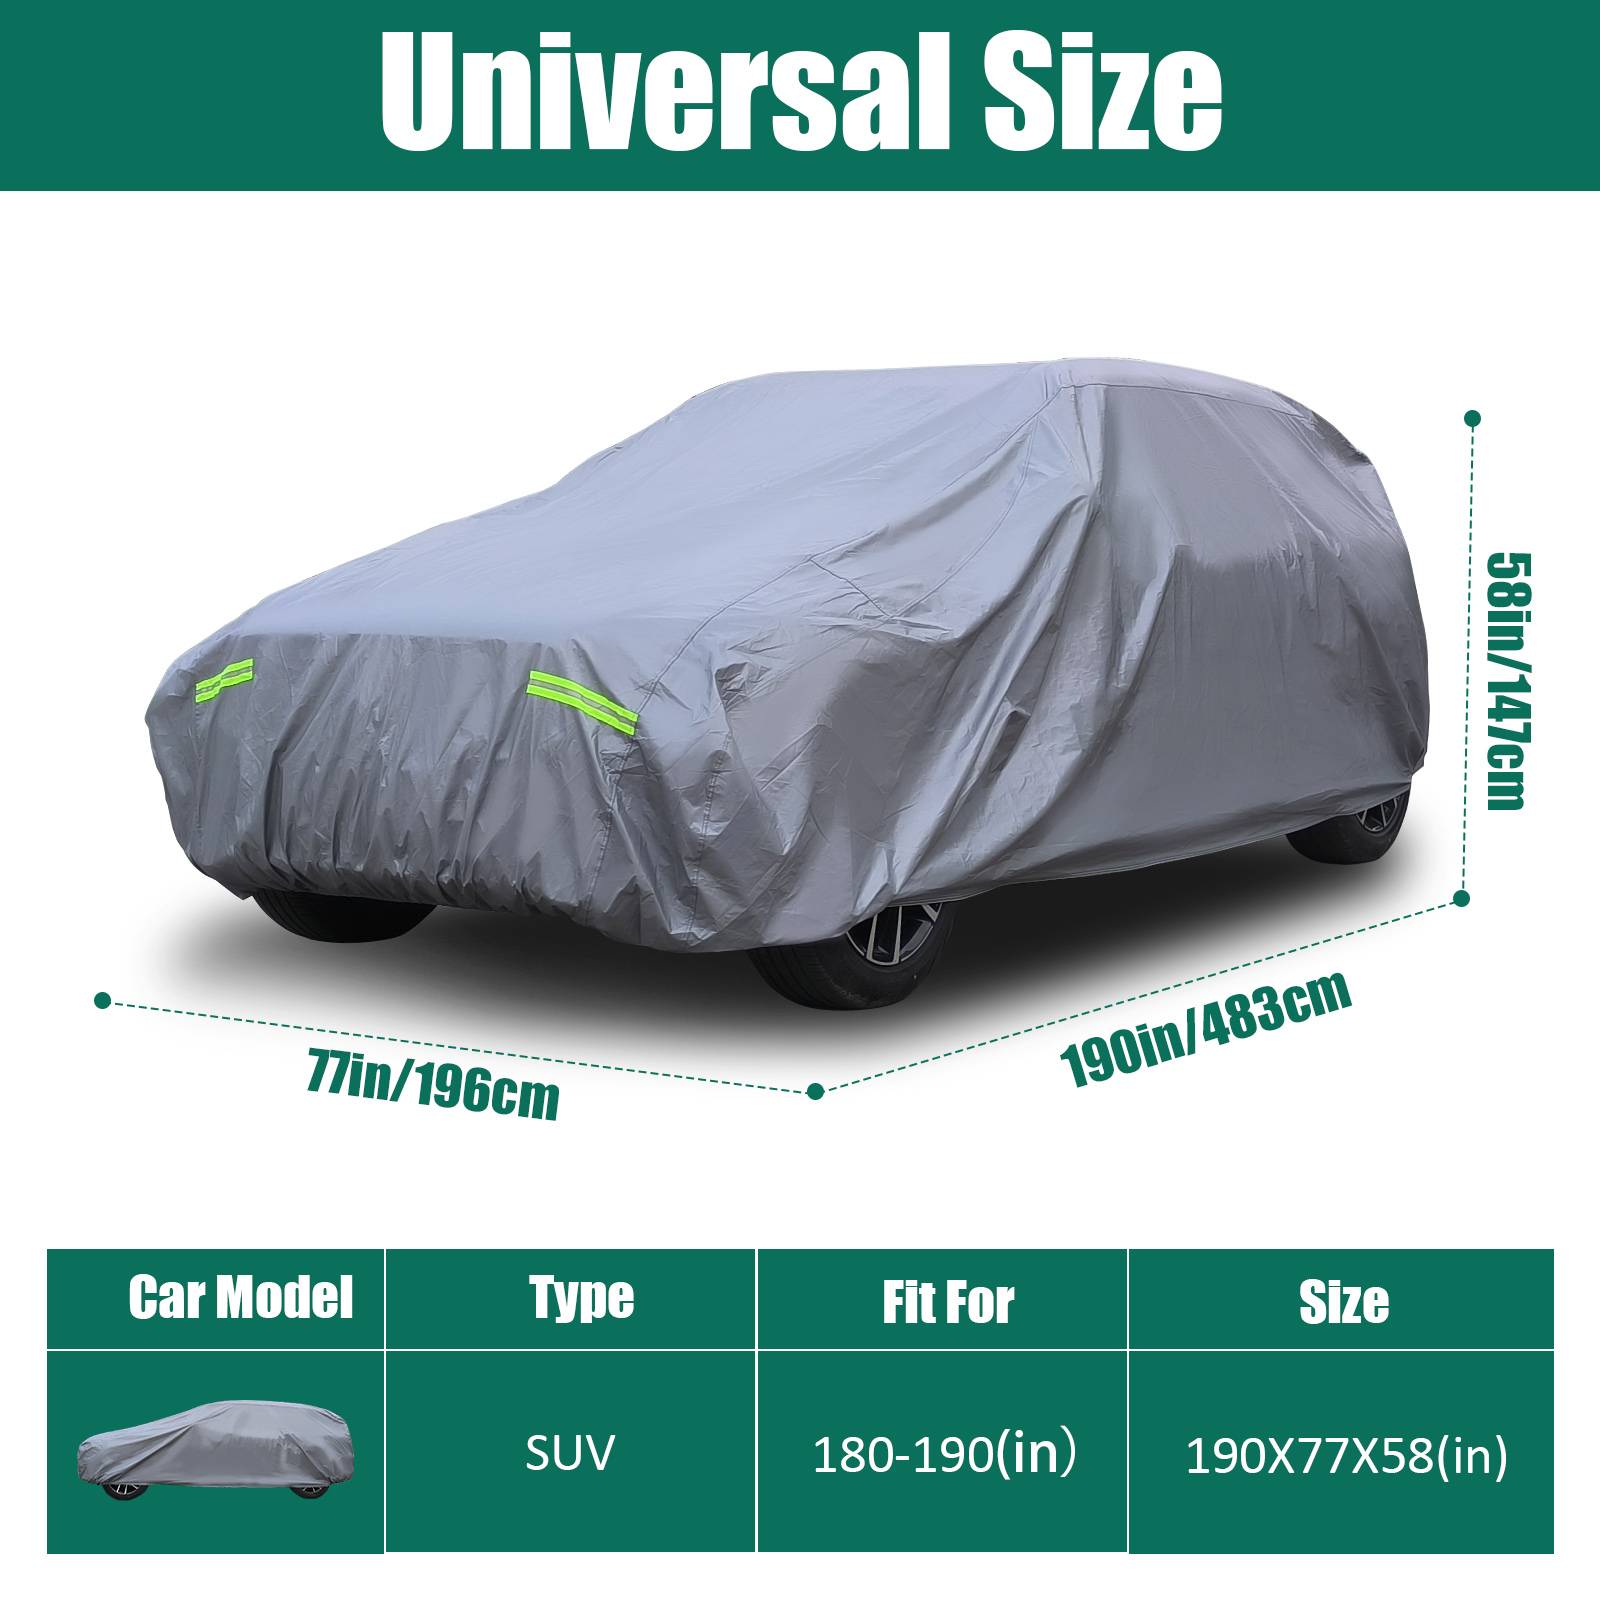 Universal Size
58in/147cm
190in/483cm
77in/196cm
Car Model Type Fit For Size
SUV 180-190(in) 190X77X58(in)